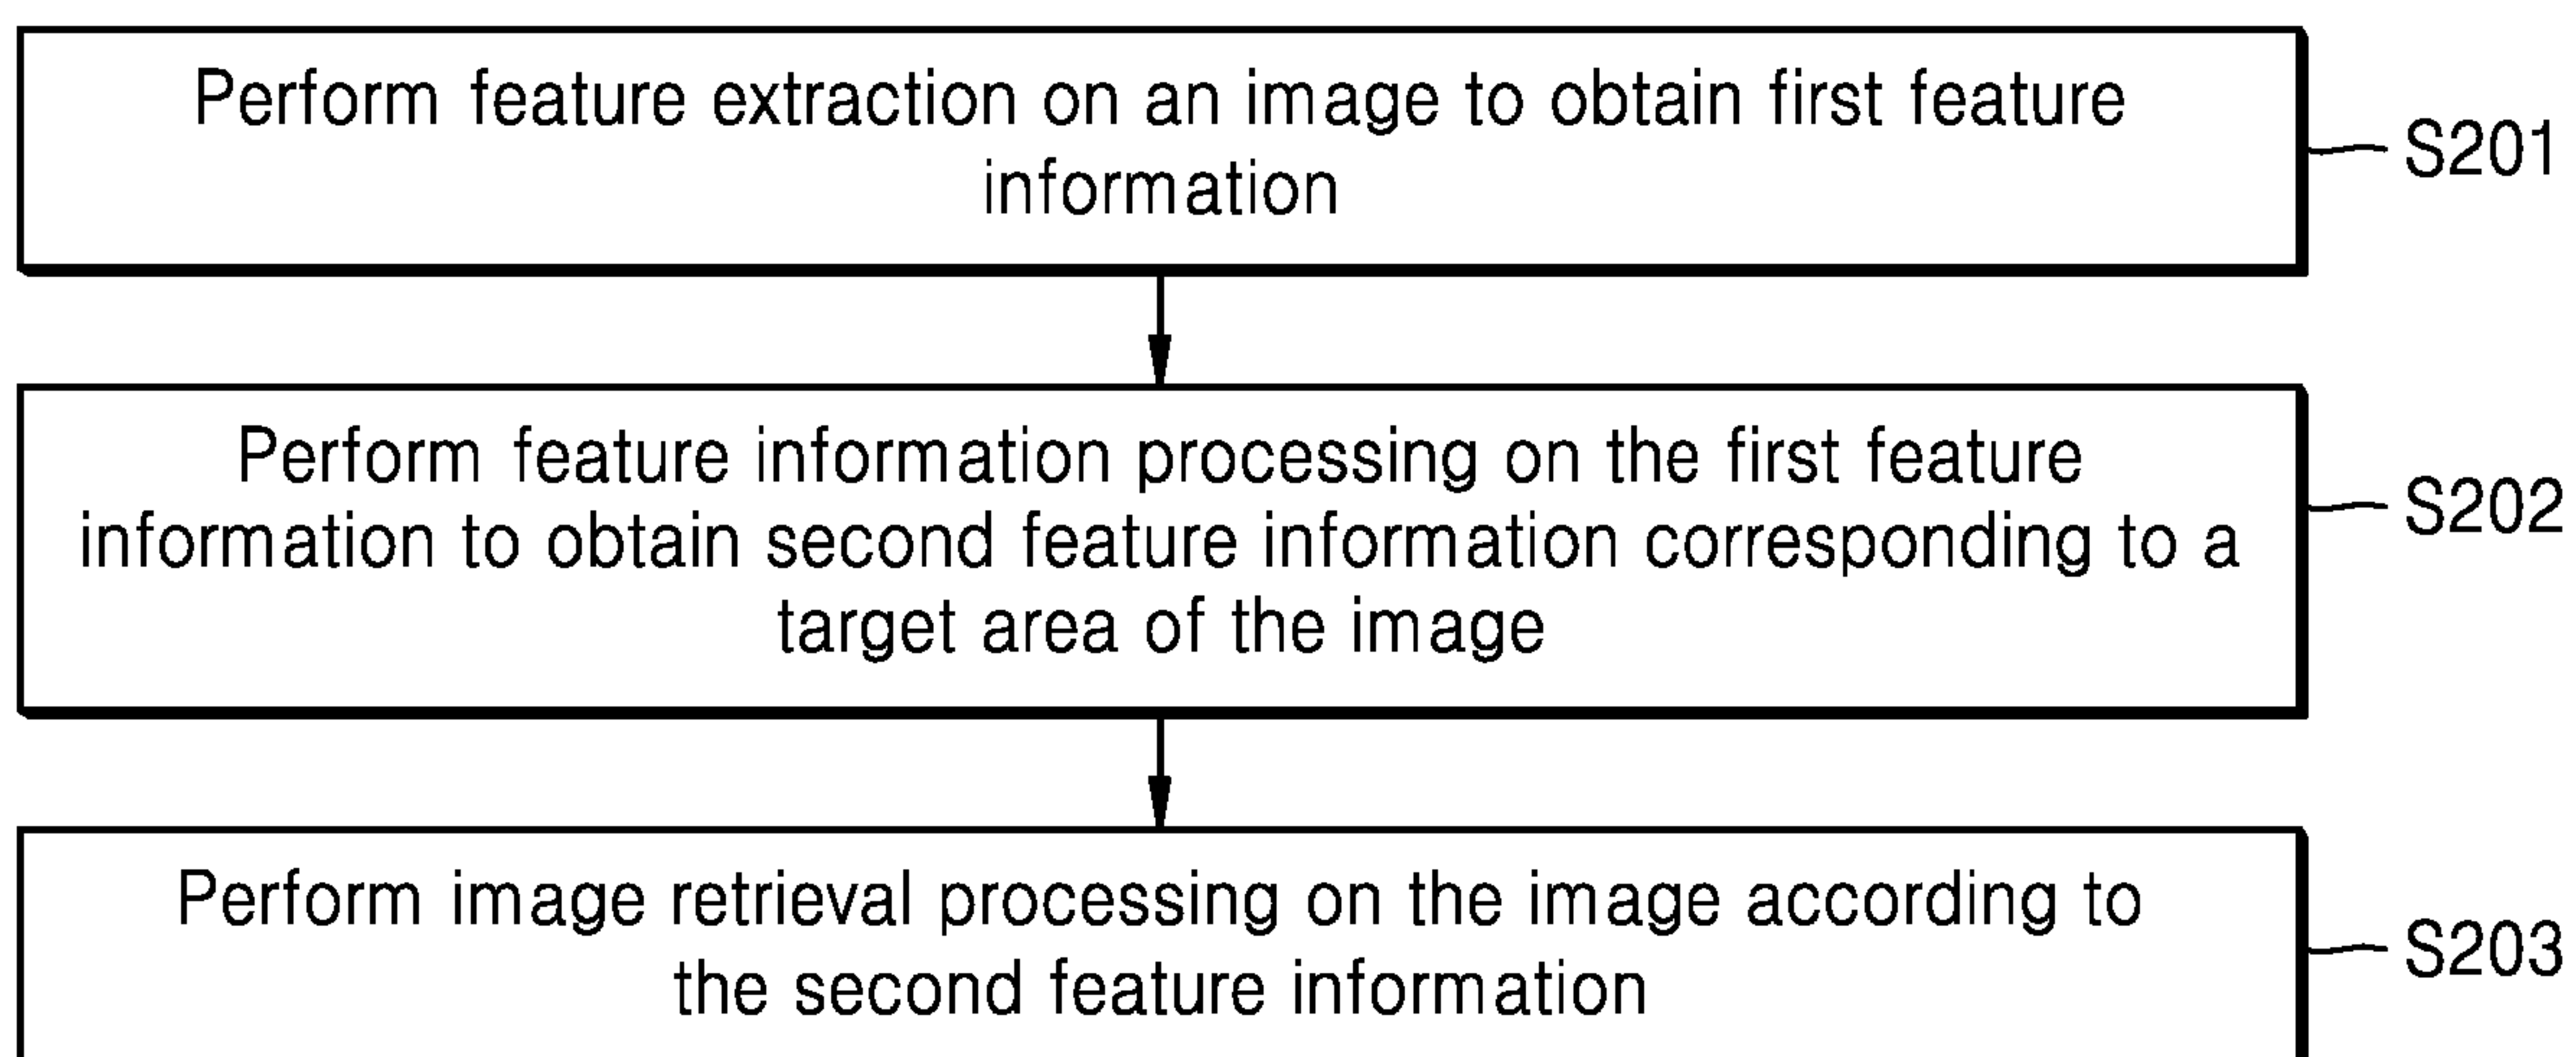 Perform feature extraction on an image to obtain first feature
information
S201
Perform feature information processing on the first feature
information to obtain second feature information corresponding to a
target area of the image
S202
Perform image retrieval processing on the image according to
the second feature information
S203